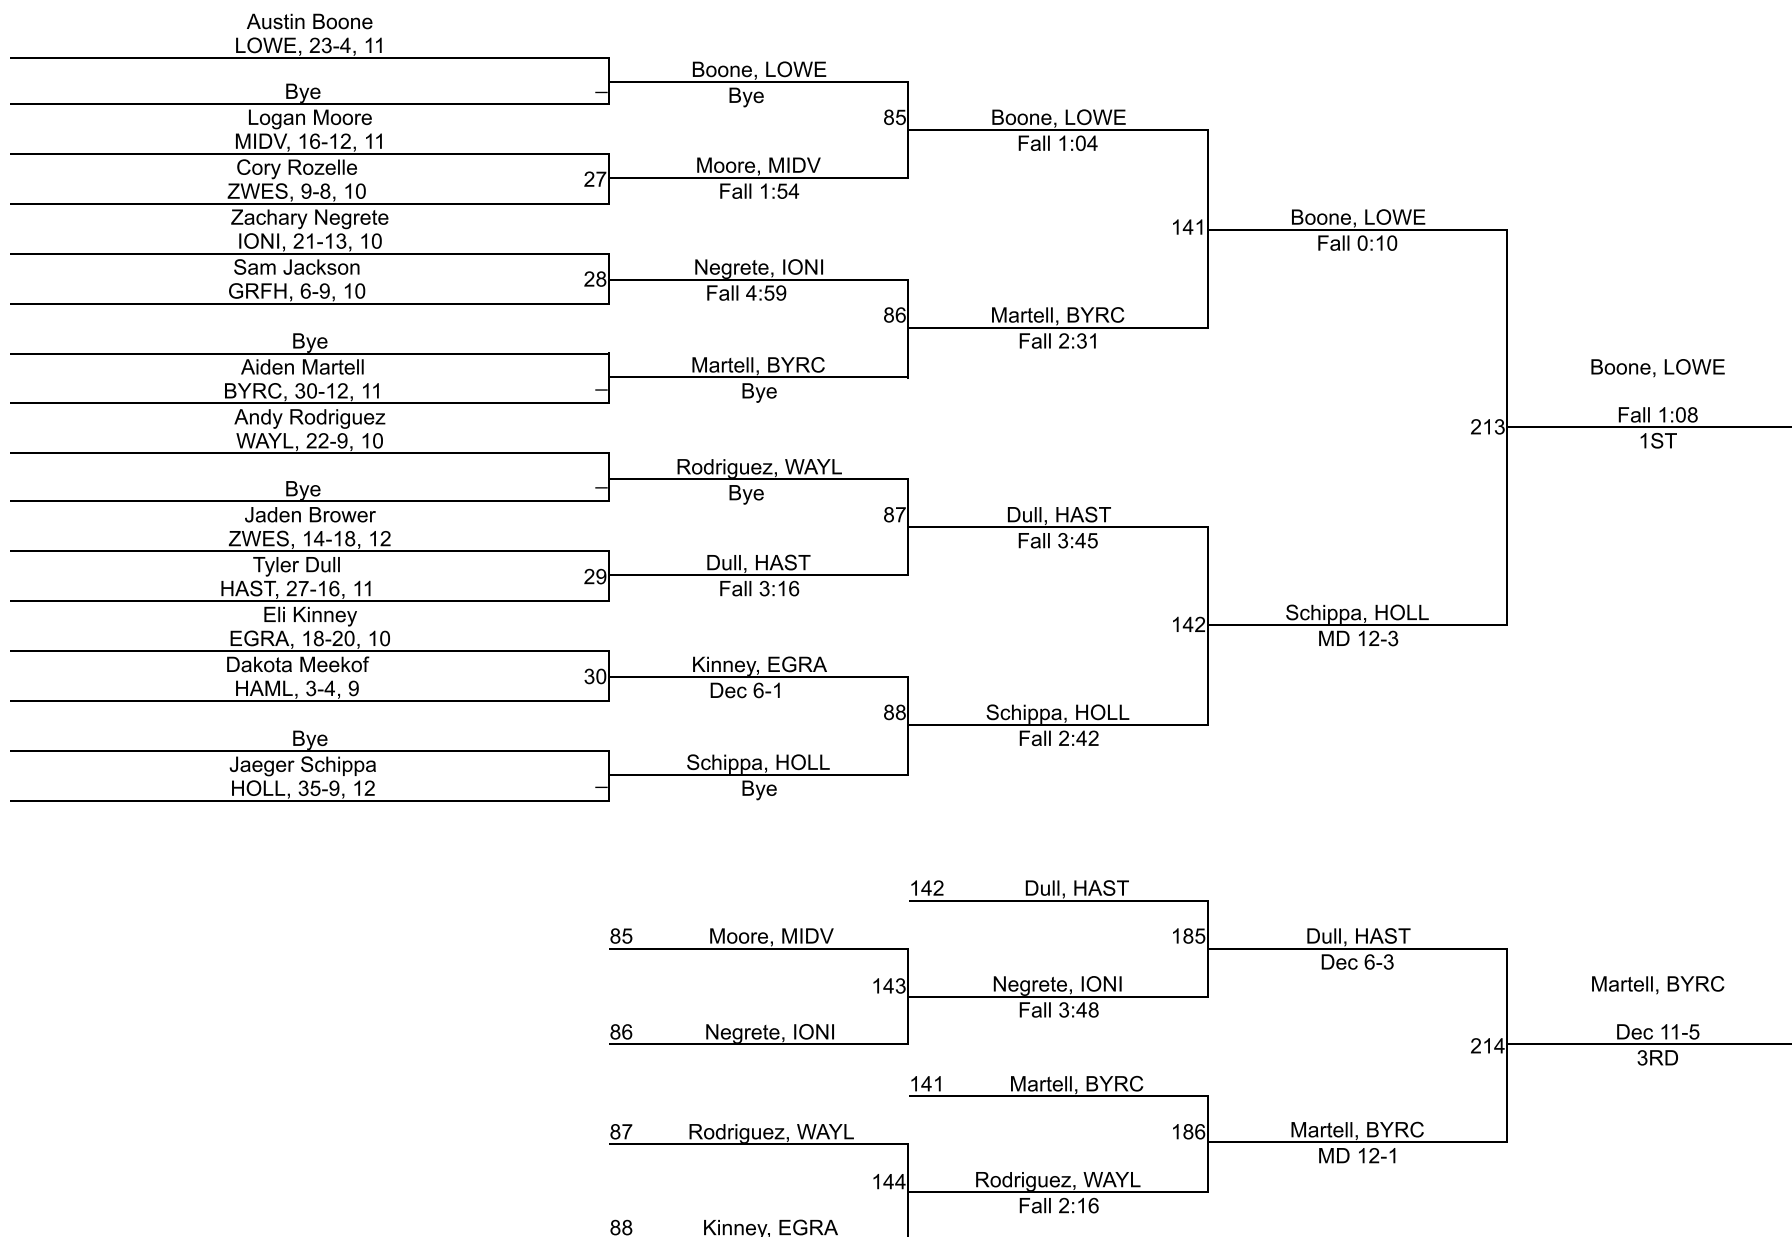 Austin Boone
LOWE, 23-4, 11
Bye
Logan Moore
MIDV, 16-12, 11
Cory Rozelle
ZWES, 9-8, 10
Zachary Negrete
IONI, 21-13, 10
Sam Jackson
GRFH, 6-9, 10
Bye
Aiden Martell
BYRC, 30-12, 11
Andy Rodriguez
WAYL, 22-9, 10
Bye
Jaden Brower
ZWES, 14-18, 12
Tyler Dull
HAST, 27-16, 11
Eli Kinney
EGRA, 18-20, 10
Dakota Meekof
HAML, 3-4, 9
Bye
Jaeger Schippa
HOLL, 35-9, 12
–
27
28
–
–
29
30
–
Boone, LOWE
Bye
Moore, MIDV
Fall 1:54
Negrete, IONI
Fall 4:59
Martell, BYRC
Bye
Rodriguez, WAYL
Bye
Dull, HAST
Fall 3:16
Kinney, EGRA
Dec 6-1
Schippa, HOLL
Bye
85
86
87
88
Boone, LOWE
Fall 1:04
Martell, BYRC
Fall 2:31
Dull, HAST
Fall 3:45
Schippa, HOLL
Fall 2:42
141
142
Boone, LOWE
Fall 0:10
Schippa, HOLL
MD 12-3
213
Boone, LOWE
Fall 1:08
1ST
85 Moore, MIDV
86 Negrete, IONI
87 Rodriguez, WAYL
88 Kinney, EGRA
143
144
142 Dull, HAST
Negrete, IONI
Fall 3:48
141 Martell, BYRC
Rodriguez, WAYL
Fall 2:16
185
186
Dull, HAST
Dec 6-3
Martell, BYRC
MD 12-1
214
Martell, BYRC
Dec 11-5
3RD